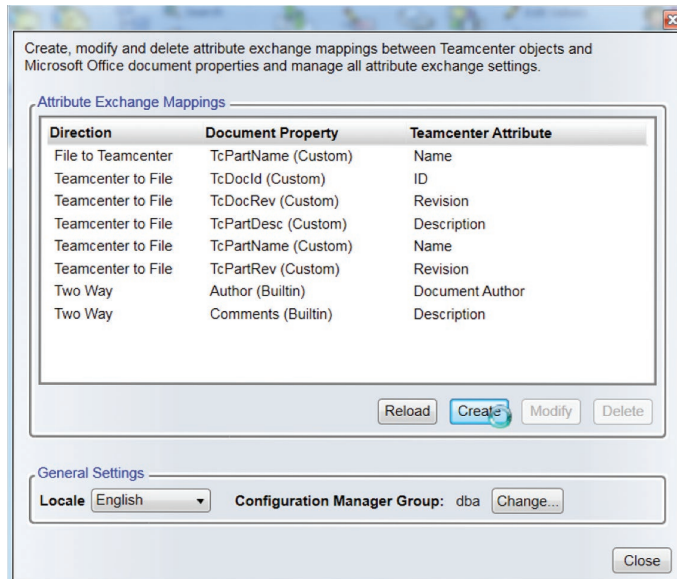 Create, modify and delete attribute exchange mappings between Teamcenter objects and
Microsoft Office document properties and manage all attribute exchange settings.
Attribute Exchange Mappings
Direction Document Property Teamcenter Attribute
File to Teamcenter TcPartName (Custom) Name
Teamcenter to File TcDocId (Custom) ID
Teamcenter to File TcDocRev (Custom) Revision
Teamcenter to File TcPartDesc (Custom) Description
Teamcenter to File TcPartName (Custom) Name
Teamcenter to File TcPartRev (Custom) Revision
Two Way Author (Builtin) Document Author
Two Way Comments (Builtin) Description
Reload Create Modify Delete
General Settings
Locale English Configuration Manager Group: dba Change...
Close